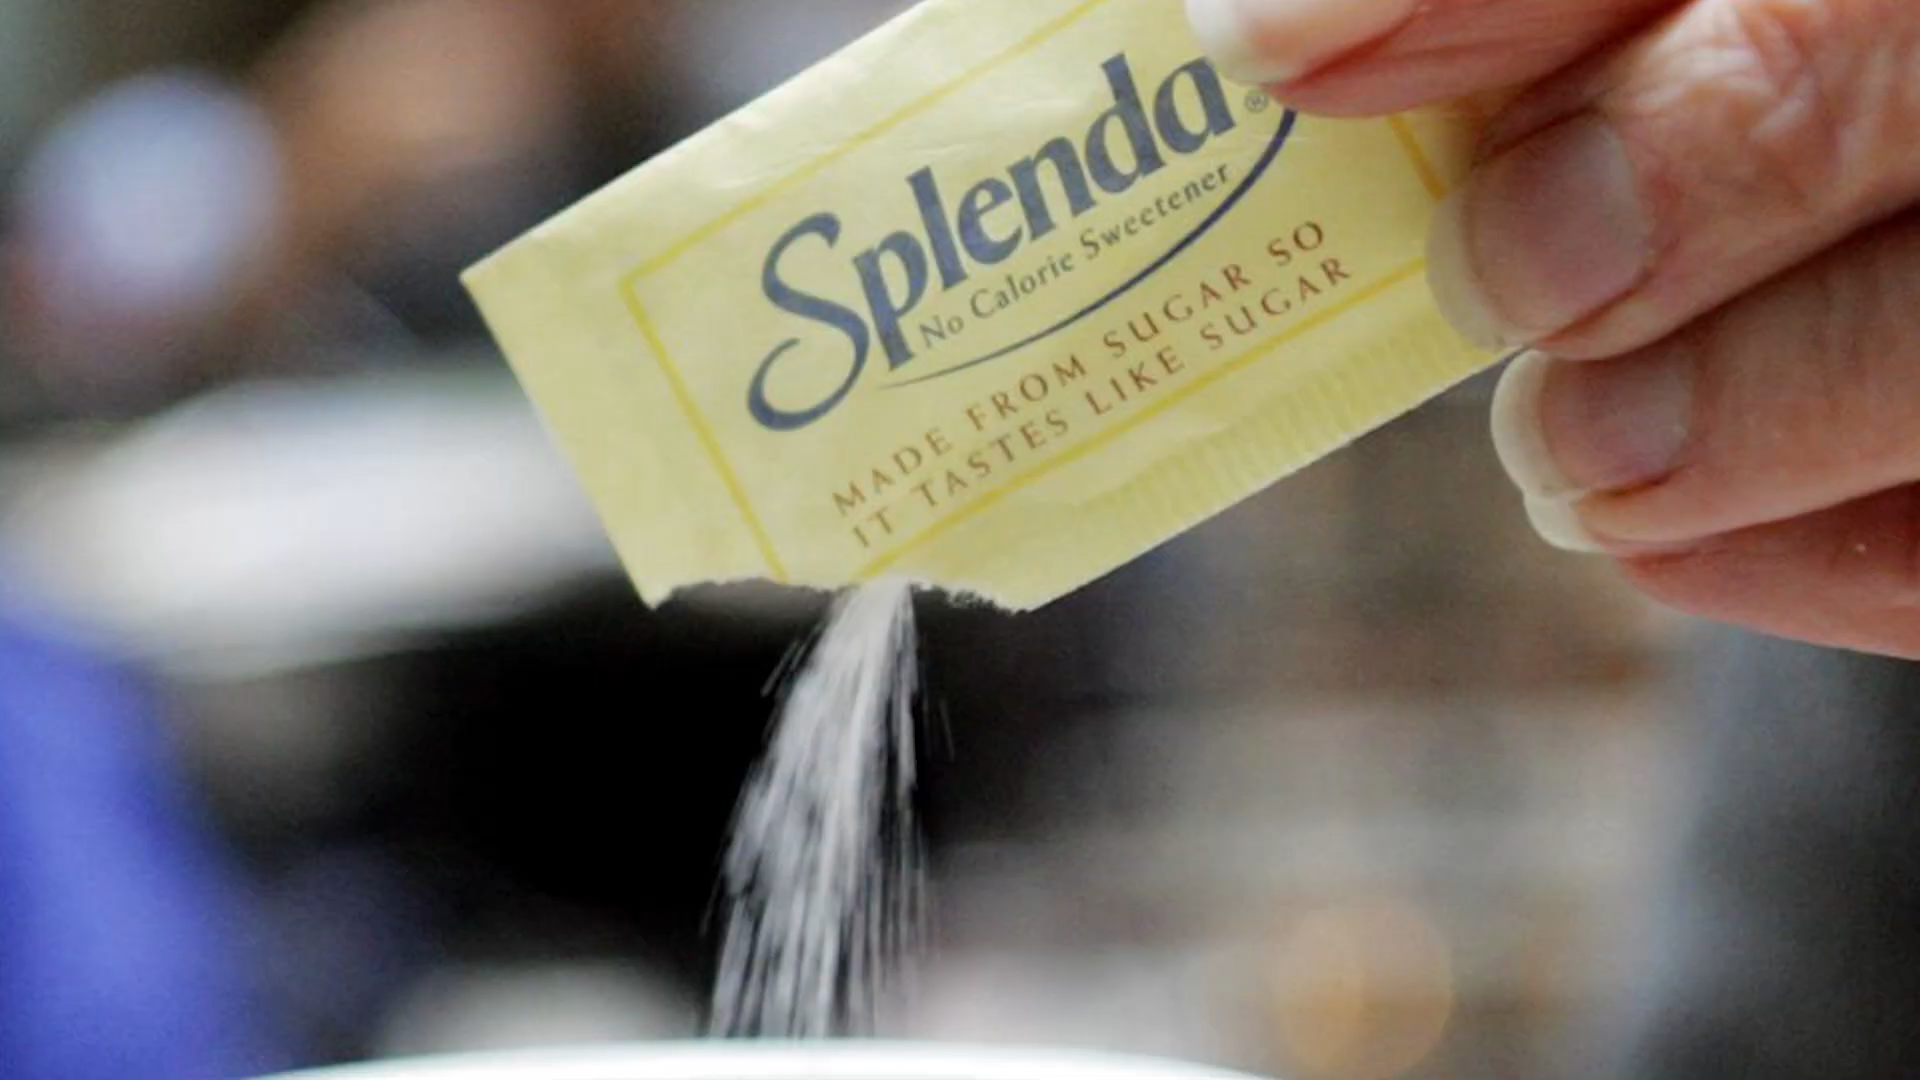 Splenda®
No Calorie Sweetener
MADE FROM SUGAR SO
IT TASTES LIKE SUGAR